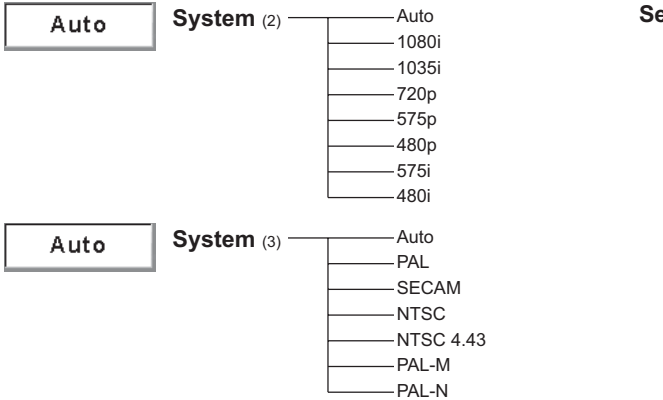 Auto
System (2)
Auto
1080i
1035i
720p
575p
480p
575i
480i
Auto
System (3)
Auto
PAL
SECAM
NTSC
NTSC 4.43
PAL-M
PAL-N